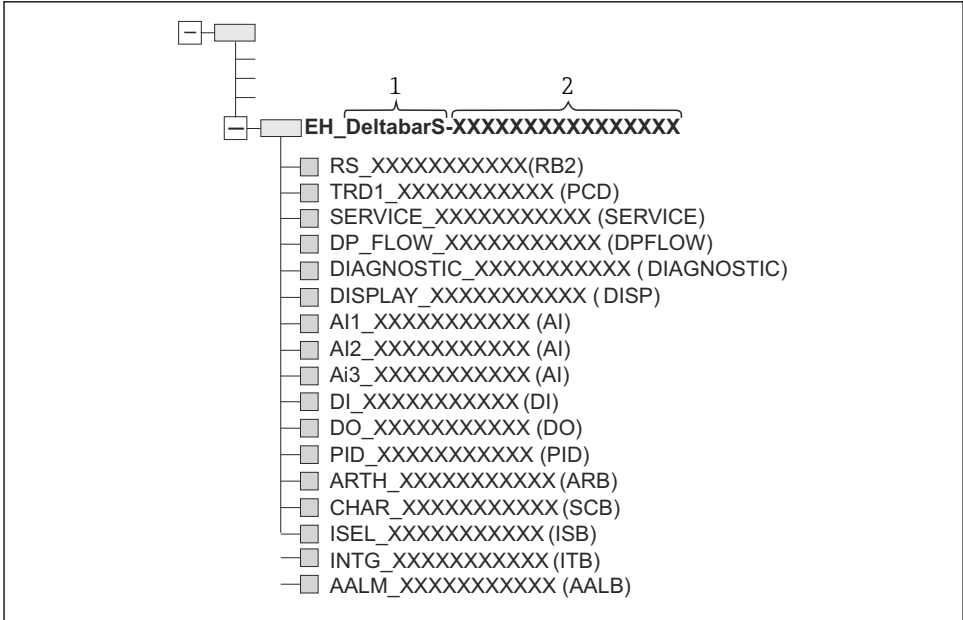 1 2
EH_DeltabarS-XXXXXXXXXXXXXXXX
RS_XXXXXXXXXXX(RB2)
TRD1_XXXXXXXXXXX (PCD)
SERVICE_XXXXXXXXXXX (SERVICE)
DP_FLOW_XXXXXXXXXXX (DPFLOW)
DIAGNOSTIC_XXXXXXXXXXX ( DIAGNOSTIC)
DISPLAY_XXXXXXXXXXX ( DISP)
AI1_XXXXXXXXXXX (AI)
AI2_XXXXXXXXXXX (AI)
Ai3_XXXXXXXXXXX (AI)
DI_XXXXXXXXXXX (DI)
DO_XXXXXXXXXXX (DO)
PID_XXXXXXXXXXX (PID)
ARTH_XXXXXXXXXXX (ARB)
CHAR_XXXXXXXXXXX (SCB)
ISEL_XXXXXXXXXXX (ISB)
INTG_XXXXXXXXXXX (ITB)
AALM_XXXXXXXXXXX (AALB)